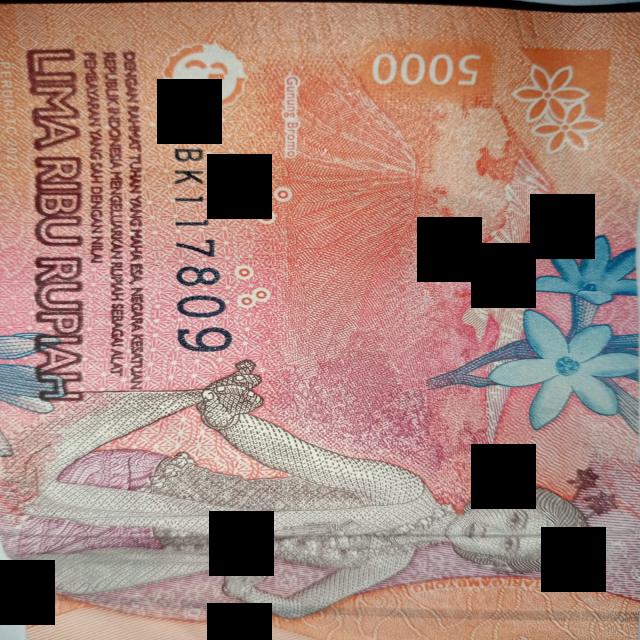 5000
Gunung Bromo
BK117809
DENGAN RAHMAT TUHAN YANG MAHA ESA, NEGARA KESATUAN
REPUBLIK INDONESIA MENGELUARKAN RUPIAH SEBAGAI ALAT
PEMBAYARAN YANG SAH DENGAN NILAI
LIMA RIBU RUPIAH